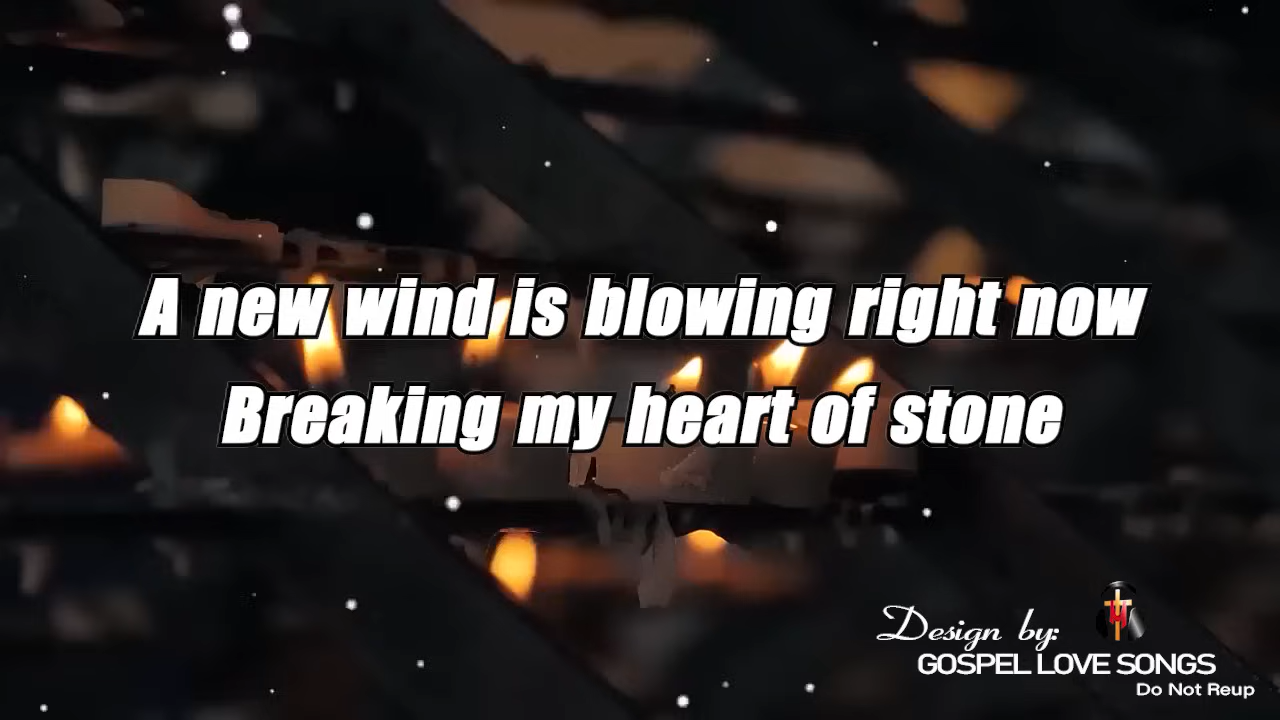 A new wind is blowing right now
Breaking my heart of stone
Design by:
GOSPEL LOVE SONGS
Do Not Reup